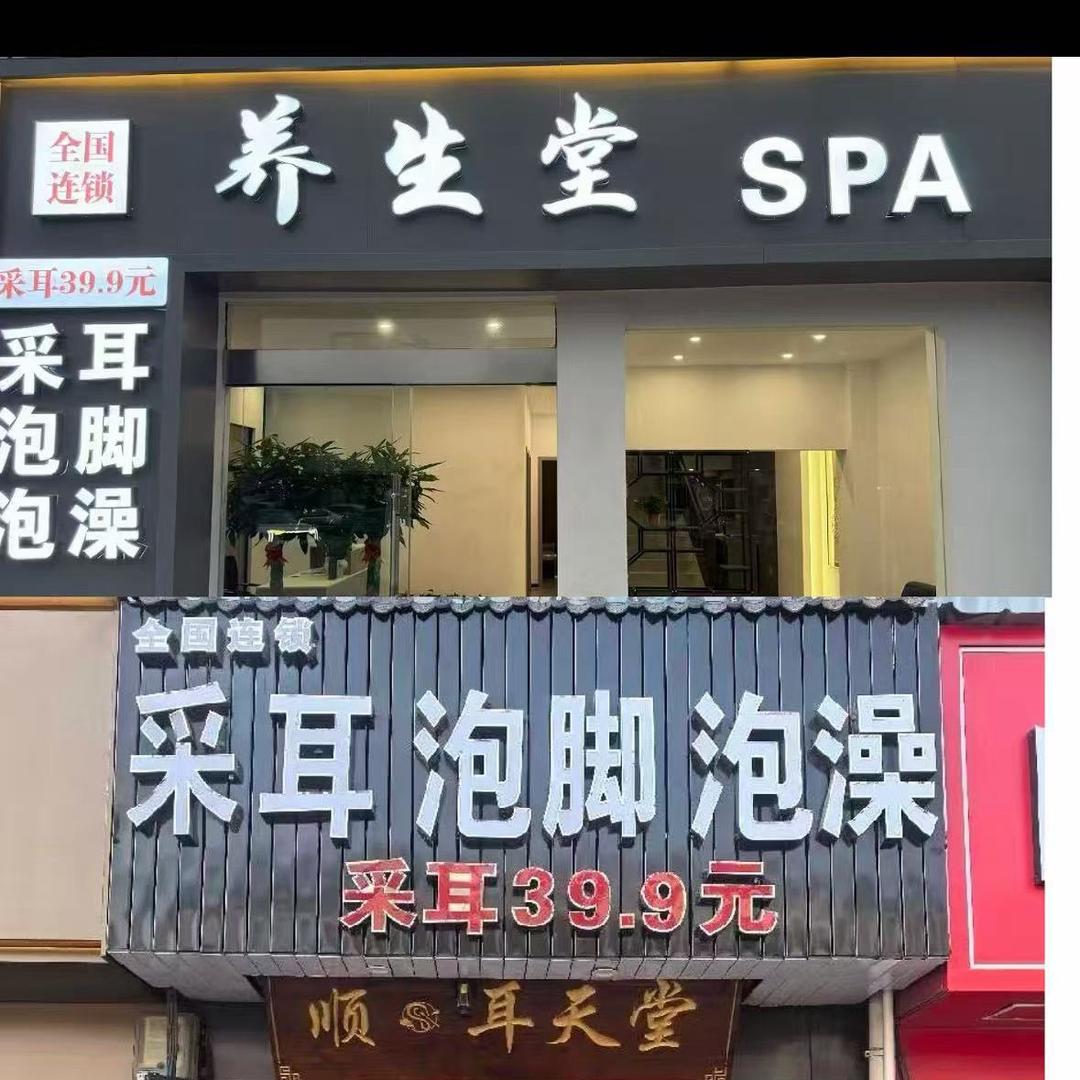 全国
连锁
养生堂 SPA
采耳39.9元
采耳
泡脚
泡澡
全国连锁
采耳 泡脚 泡澡
采耳39.9元
顺 耳天堂